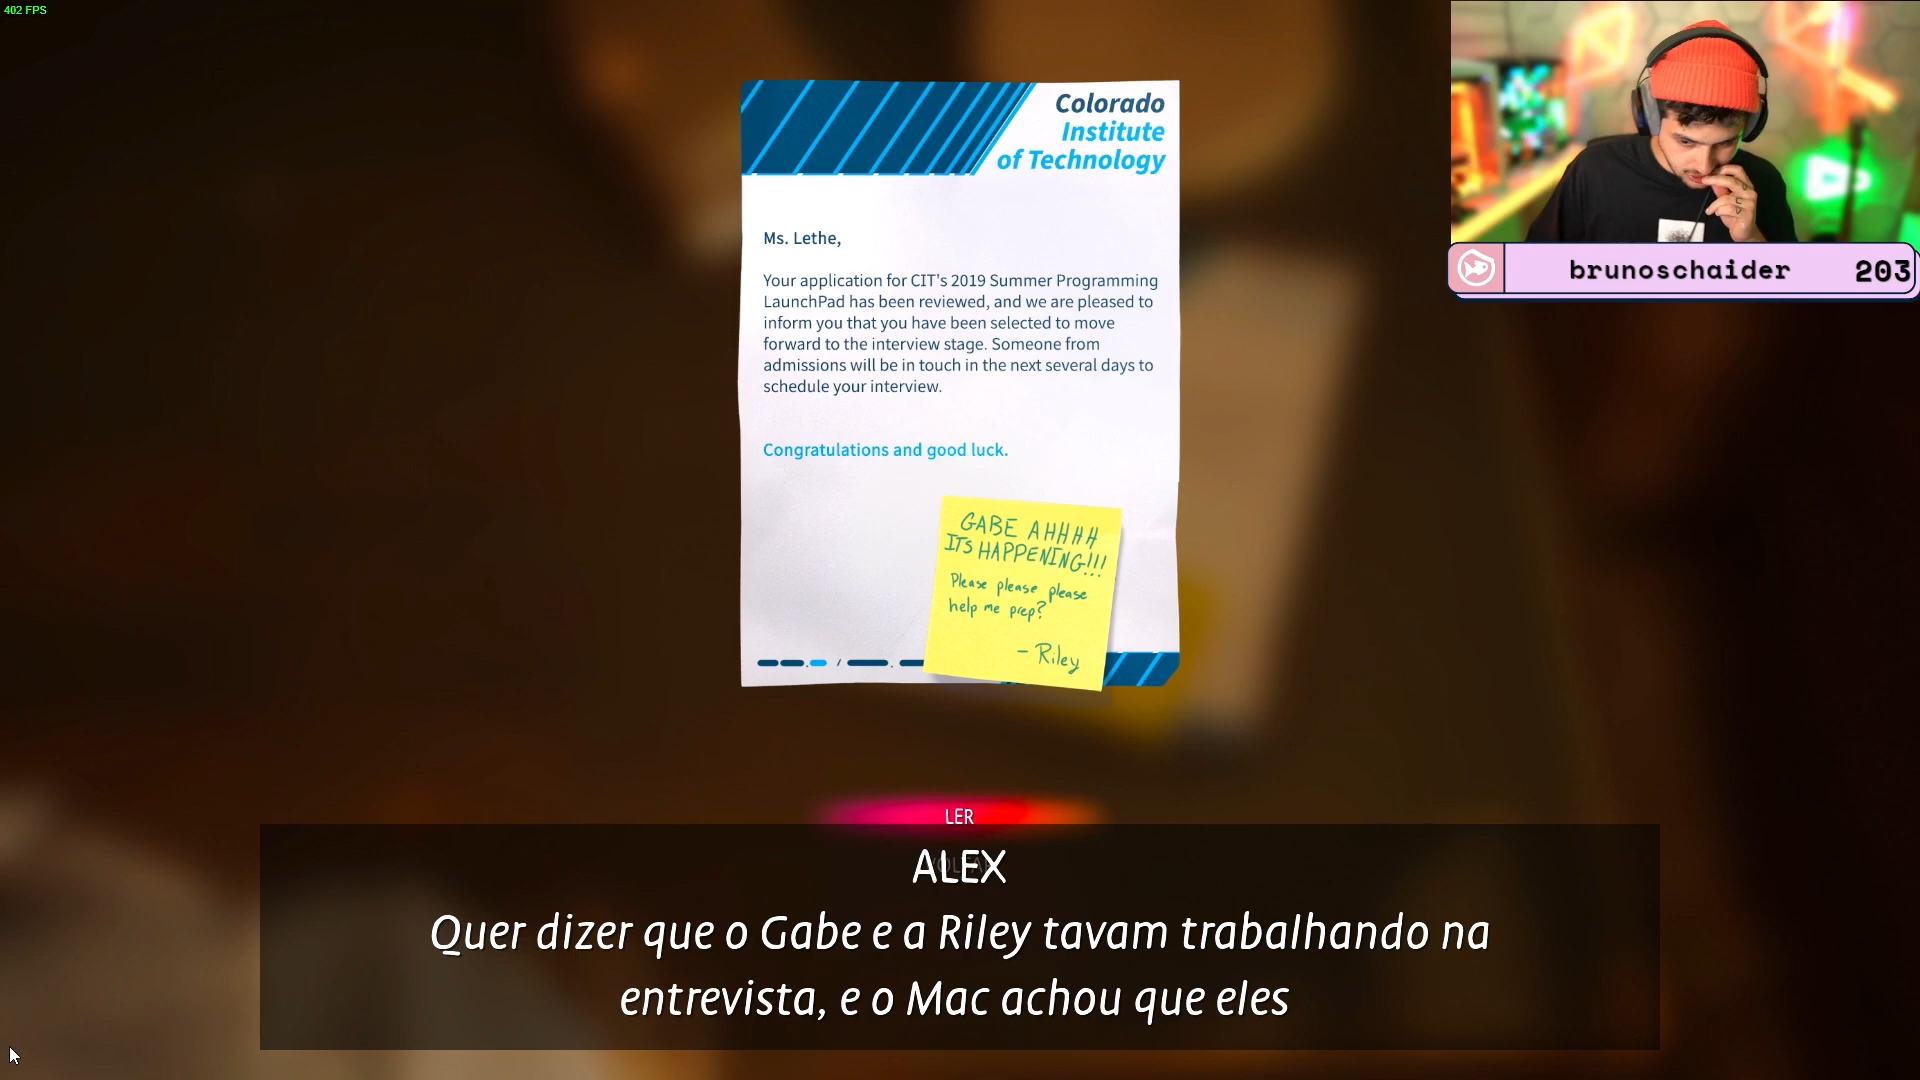 402 FPS
Colorado
Institute
of Technology
Ms. Lethe,
Your application for CIT's 2019 Summer Programming
LaunchPad has been reviewed, and we are pleased to
inform you that you have been selected to move
forward to the interview stage. Someone from
admissions will be in touch in the next several days to
schedule your interview.
Congratulations and good luck.
GABE AHHHH
ITS HAPPENING!!!
Please please please
help me prep?
- Riley
brunoschaider 203
LER
ALEX
Quer dizer que o Gabe e a Riley tavam trabalhando na
entrevista, e o Mac achou que eles